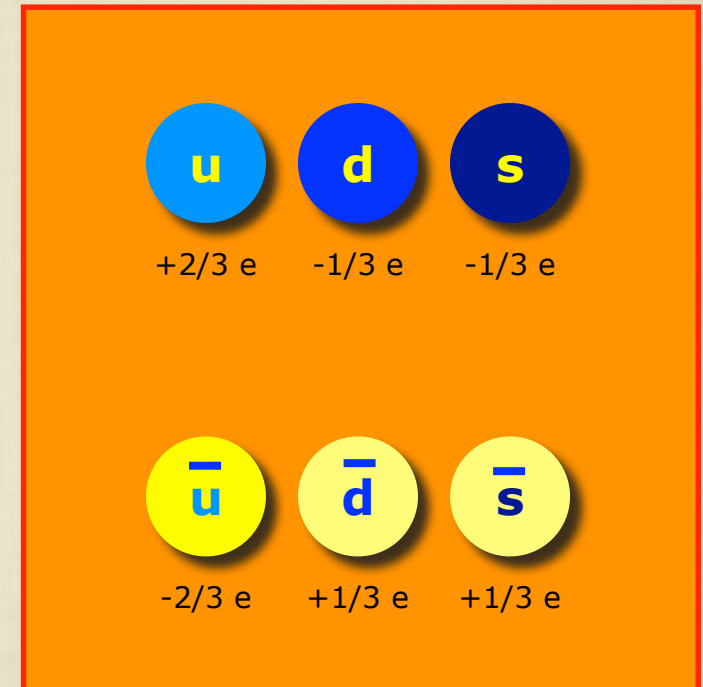 u d s
+2/3 e -1/3 e -1/3 e
u̅ d̅ s̅
-2/3 e +1/3 e +1/3 e